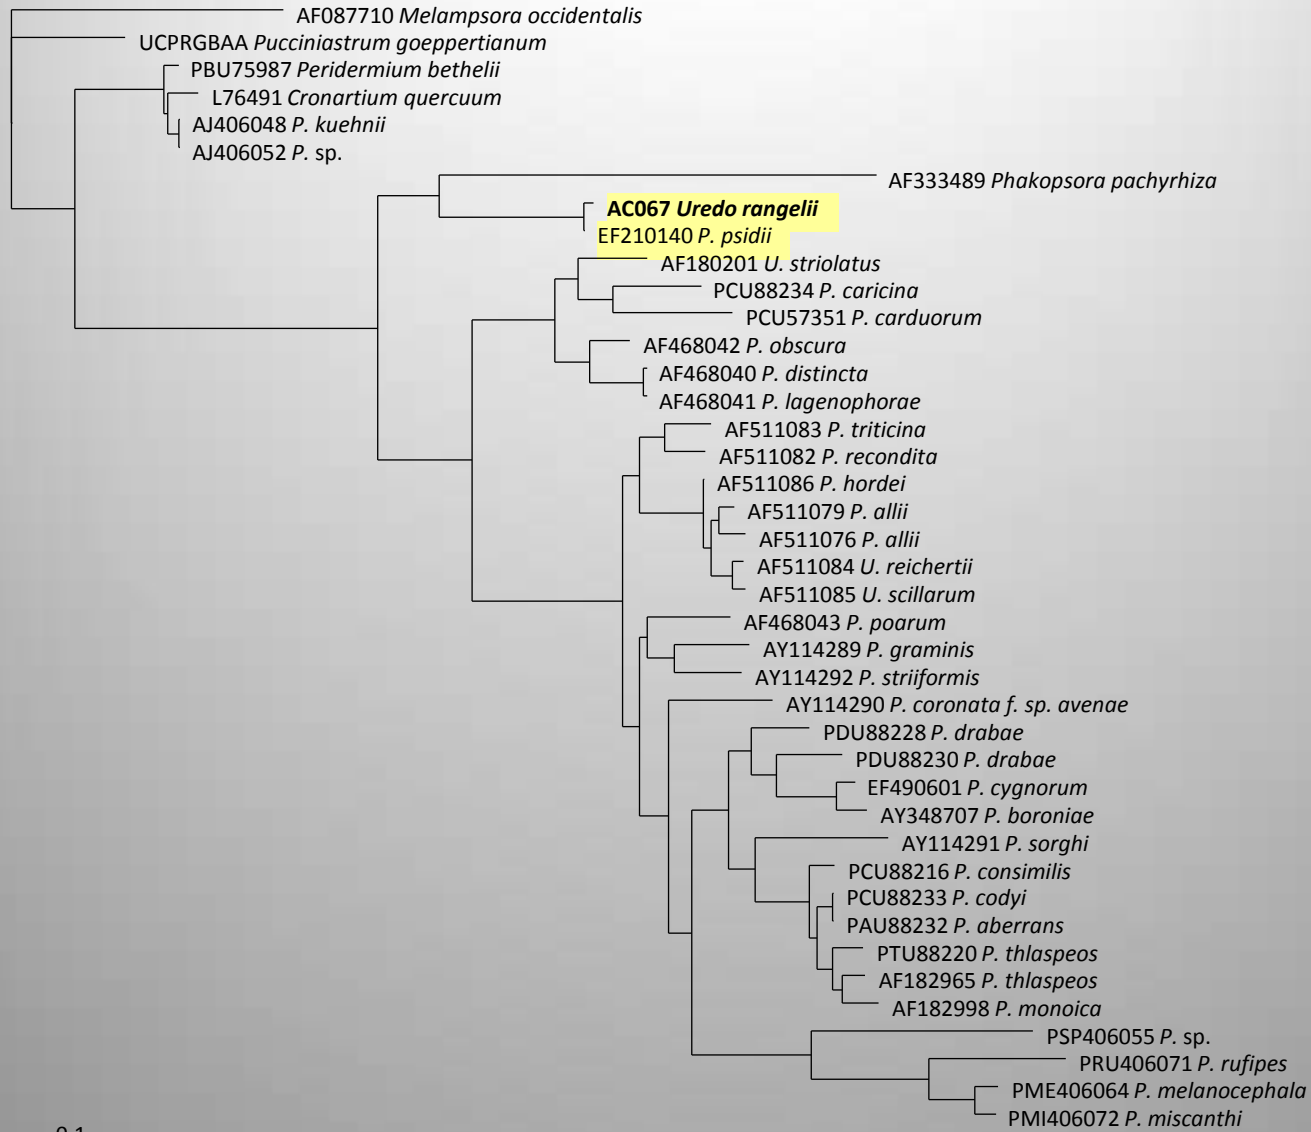 AF087710 Melampsora occidentalis
UCPRGBAA Pucciniastrum goeppertianum
PBU75987 Peridermium bethelii
L76491 Cronartium quercuum
AJ406048 P. kuehnii
AJ406052 P. sp.
AF333489 Phakopsora pachyrhiza
AC067 Uredo rangelii
EF210140 P. psidii
AF180201 U. striolatus
PCU88234 P. caricina
PCU57351 P. carduorum
AF468042 P. obscura
AF468040 P. distincta
AF468041 P. lagenophorae
AF511083 P. triticina
AF511082 P. recondita
AF511086 P. hordei
AF511079 P. allii
AF511076 P. allii
AF511084 U. reichertii
AF511085 U. scillarum
AF468043 P. poarum
AY114289 P. graminis
AY114292 P. striiformis
AY114290 P. coronata f. sp. avenae
PDU88228 P. drabae
PDU88230 P. drabae
EF490601 P. cygnorum
AY348707 P. boroniae
AY114291 P. sorghi
PCU88216 P. consimilis
PCU88233 P. codyi
PAU88232 P. aberrans
PTU88220 P. thlaspeos
AF182965 P. thlaspeos
AF182998 P. monoica
PSP406055 P. sp.
PRU406071 P. rufipes
PME406064 P. melanocephala
PMI406072 P. miscanthi
0.1